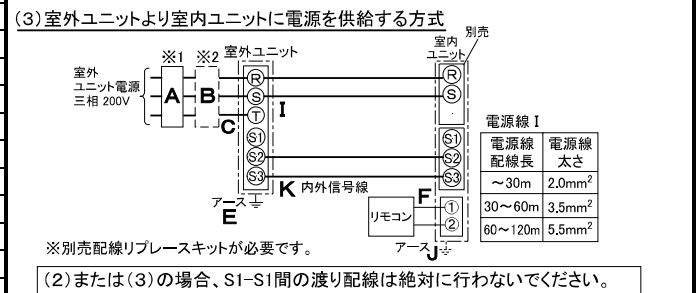 (3)室外ユニットより室内ユニットに電源を供給する方式
別売
※1 ※2 室外ユニット
室内
ユニット
室外
ユニット電源
三相 200V
A B C
R S T S1 S2 S3
I
R S
S1 S2 S3
K 内外信号線
アース
E
リモコン
F
① ②
アース
J
電源線 I
電源線配線長 電源線太さ
~30m 2.0mm²
30~60m 3.5mm²
60~120m 5.5mm²
※別売配線リプレースキットが必要です。
(2)または(3)の場合、S1-S1間の渡り配線は絶対に行わないでください。